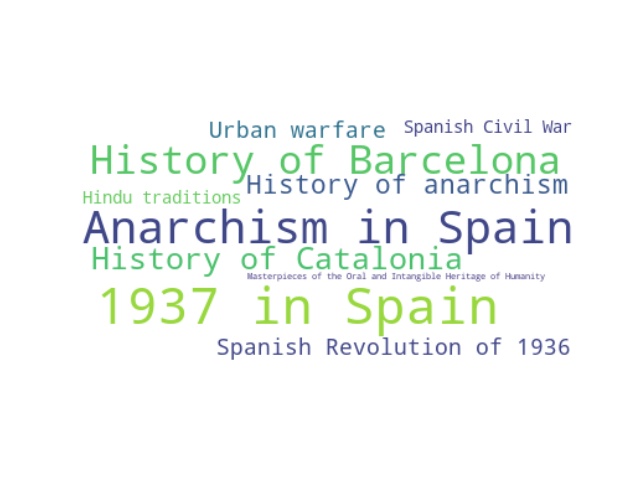 Urban warfare
Spanish Civil War
History of Barcelona
History of anarchism
Hindu traditions
Anarchism in Spain
History of Catalonia
Masterpieces of the Oral and Intangible Heritage of Humanity
1937 in Spain
Spanish Revolution of 1936